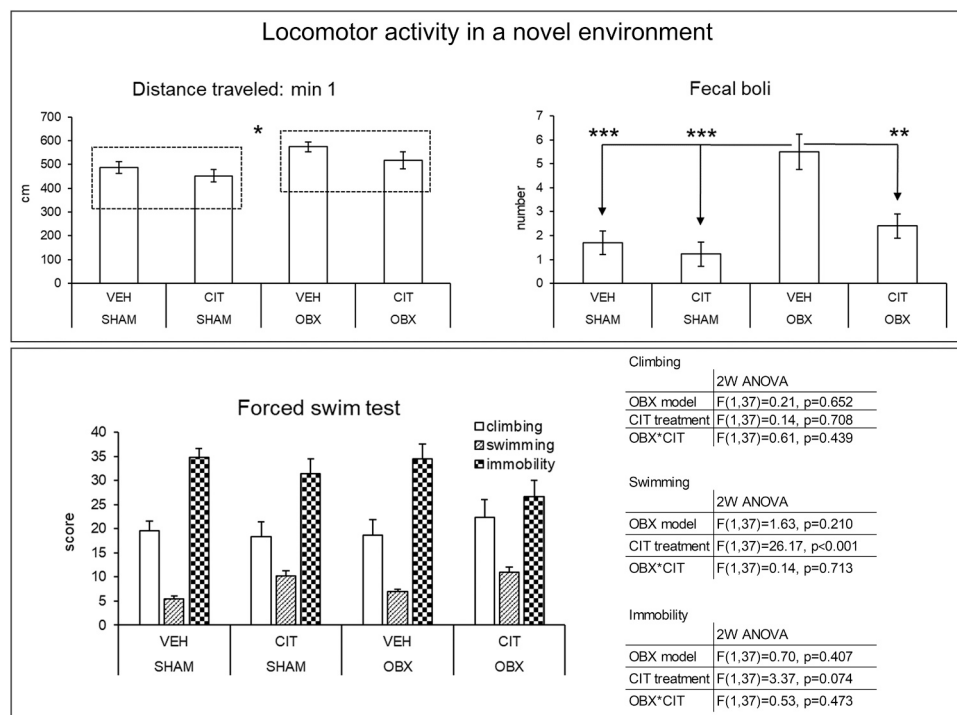 Locomotor activity in a novel environment
Distance traveled: min 1
700
600
500
400
300
200
100
0
cm
*
VEH CIT VEH CIT
SHAM SHAM OBX OBX
Fecal boli
7
6
5
4
3
2
1
0
number
*** *** **
VEH CIT VEH CIT
SHAM SHAM OBX OBX
Forced swim test
climbing
swimming
immobility
40
35
30
25
20
15
10
5
0
score
VEH CIT VEH CIT
SHAM SHAM OBX OBX
Climbing
2W ANOVA
OBX model F(1,37)=0.21, p=0.652
CIT treatment F(1,37)=0.14, p=0.708
OBX*CIT F(1,37)=0.61, p=0.439
Swimming
2W ANOVA
OBX model F(1,37)=1.63, p=0.210
CIT treatment F(1,37)=26.17, p<0.001
OBX*CIT F(1,37)=0.14, p=0.713
Immobility
2W ANOVA
OBX model F(1,37)=0.70, p=0.407
CIT treatment F(1,37)=3.37, p=0.074
OBX*CIT F(1,37)=0.53, p=0.473